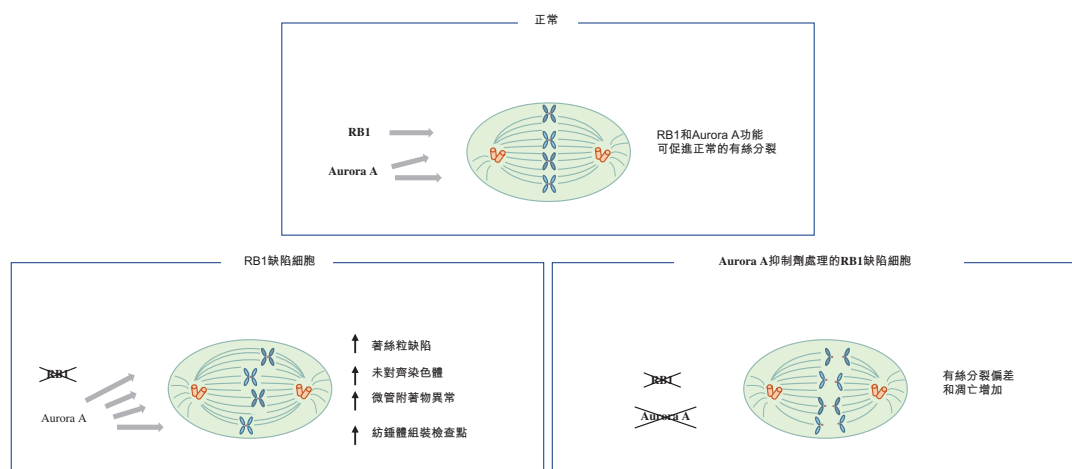 正常
RB1
Aurora A
RB1和Aurora A功能
可促進正常的有絲分裂
RB1缺陷細胞
RB1
Aurora A
著絲粒缺陷
未對齊染色體
微管附著物異常
紡錘體組裝檢查點
Aurora A抑制劑處理的RB1缺陷細胞
RB1
Aurora A
有絲分裂偏差
和凋亡增加